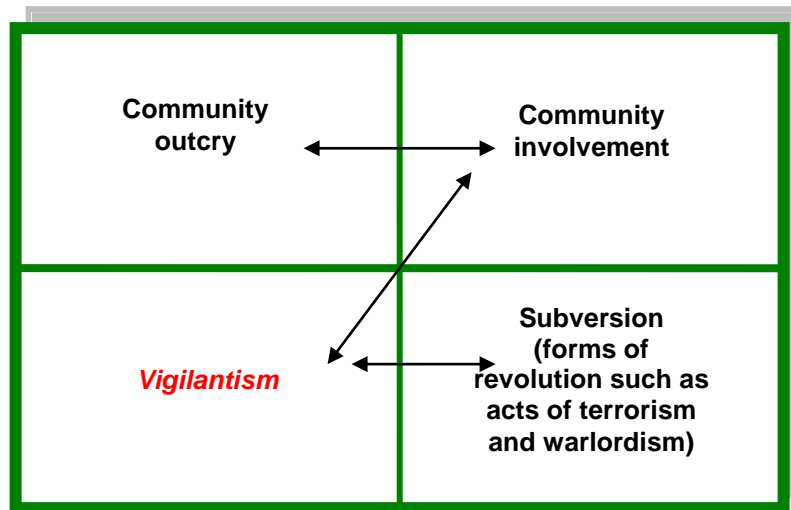 Community
outcry
Community
involvement
Vigilantism
Subversion
(forms of
revolution such as
acts of terrorism
and warlordism)